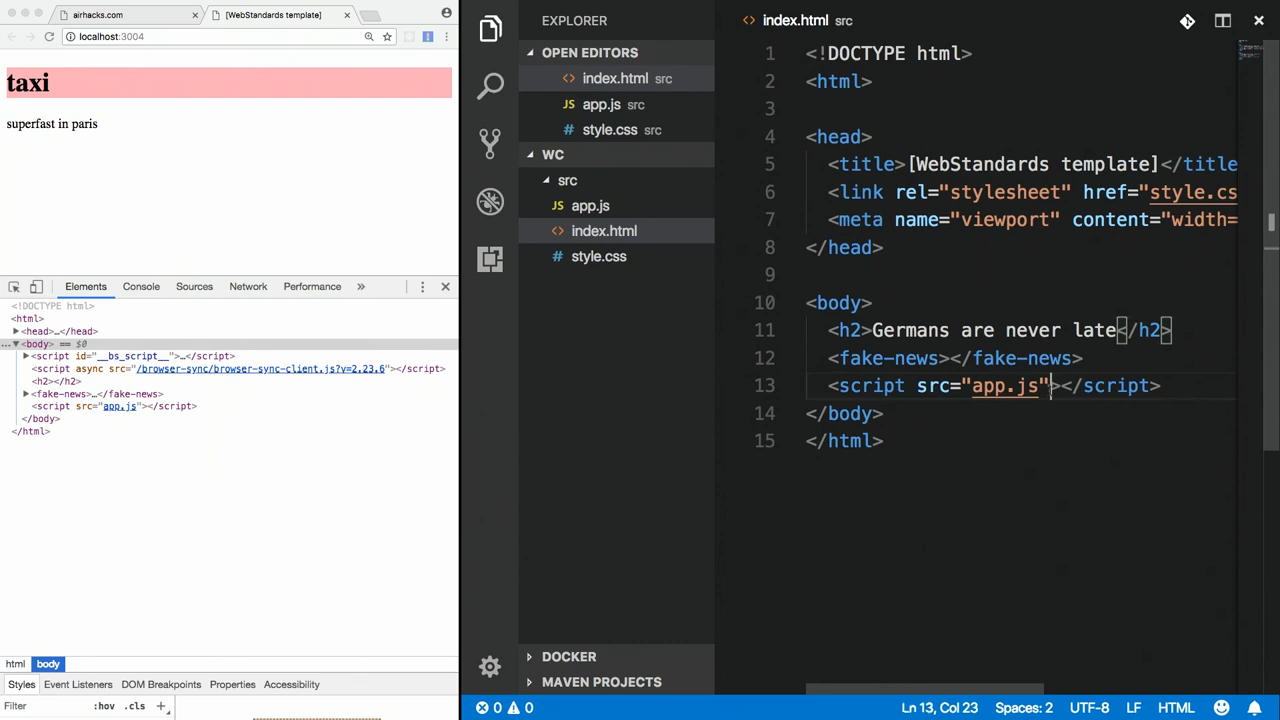 airhacks.com
[WebStandards template]
localhost:3004
taxi
superfast in paris
Elements Console Sources Network Performance »
<!DOCTYPE html>
<html>
<head>…</head>
<body> == $0
<script id="__bs_script__">…</script>
<script async src="/browser-sync/browser-sync-client.js?v=2.23.6"></script>
<h2></h2>
<fake-news>…</fake-news>
<script src="app.js"></script>
</body>
</html>
html body
Styles Event Listeners DOM Breakpoints Properties Accessibility
Filter :hov .cls +
EXPLORER
OPEN EDITORS
index.html src
app.js src
style.css src
WC
src
app.js
index.html
style.css
DOCKER
MAVEN PROJECTS
index.html src
1 <!DOCTYPE html>
2 <html>
3
4 <head>
5 <title>[WebStandards template]</title
6 <link rel="stylesheet" href="style.cs
7 <meta name="viewport" content="width=
8 </head>
9
10 <body>
11 <h2>Germans are never late</h2>
12 <fake-news></fake-news>
13 <script src="app.js"></script>
14 </body>
15 </html>
0 0 Ln 13, Col 23 Spaces: 2 UTF-8 LF HTML